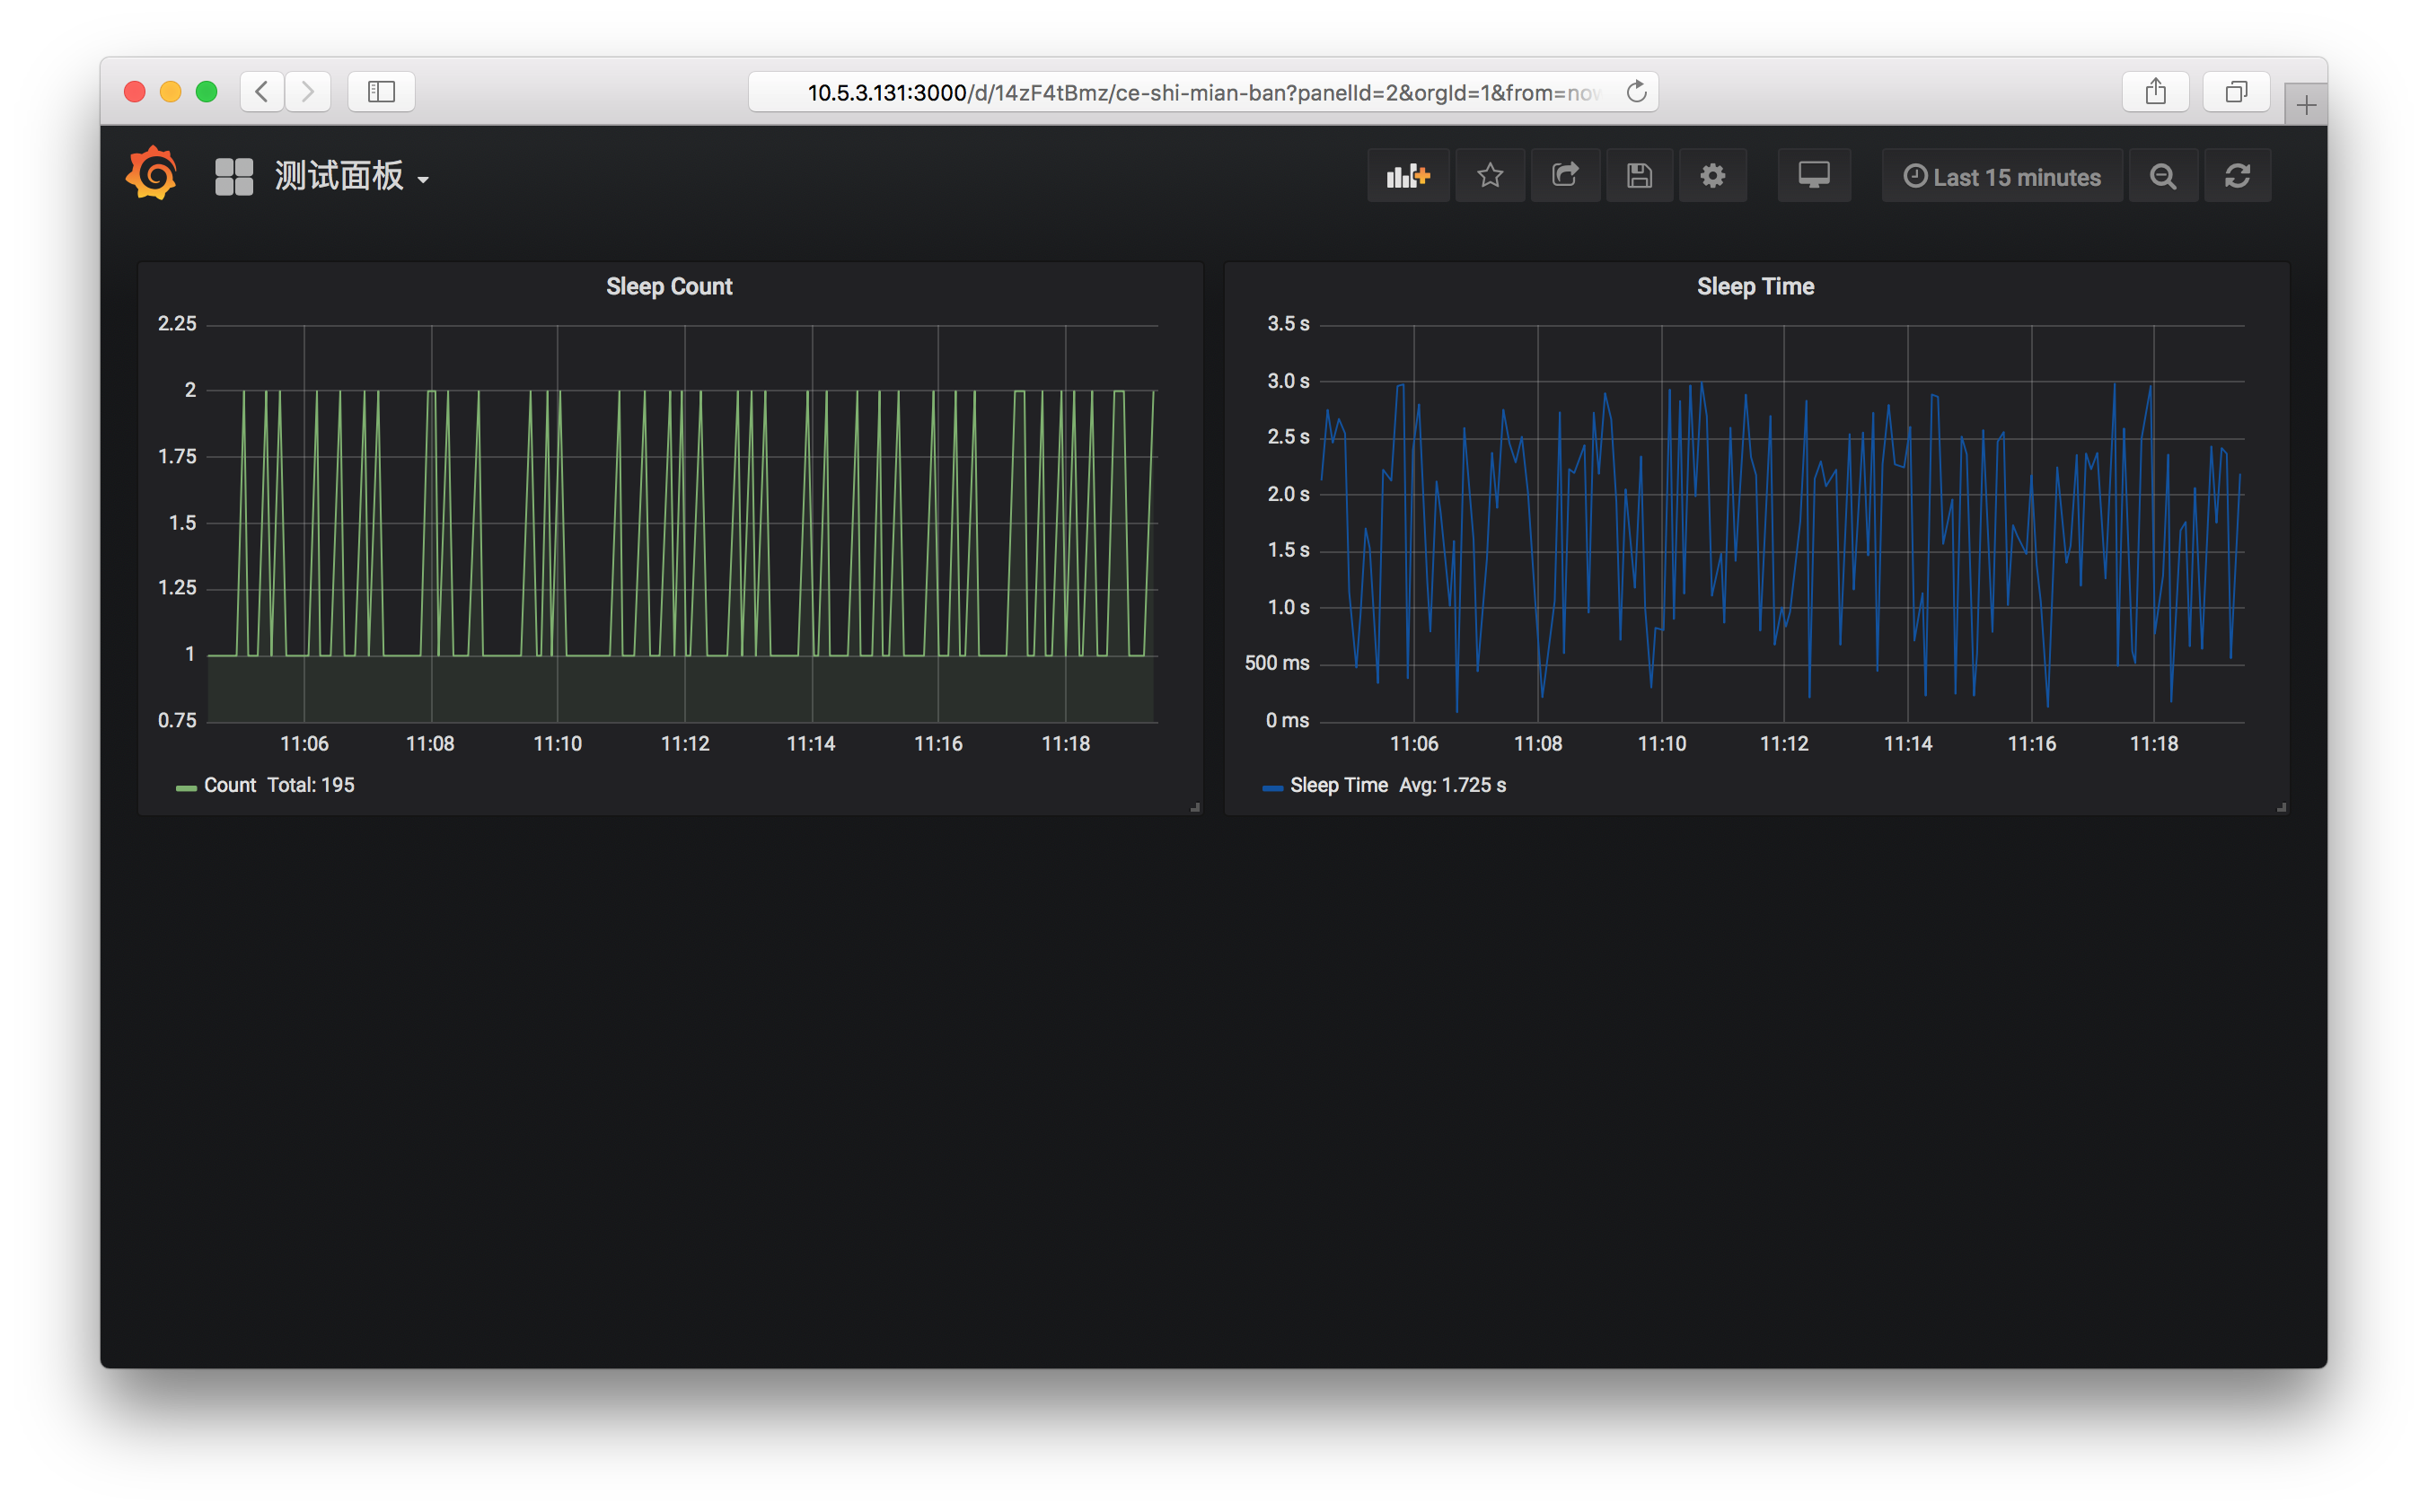 10.5.3.131:3000/d/14zF4tBmz/ce-shi-mian-ban?panelId=2&orgId=1&from=now
测试面板
Last 15 minutes
Sleep Count
2.25
2
1.75
1.5
1.25
1
0.75
11:06 11:08 11:10 11:12 11:14 11:16 11:18
Count Total: 195
Sleep Time
3.5 s
3.0 s
2.5 s
2.0 s
1.5 s
1.0 s
500 ms
0 ms
11:06 11:08 11:10 11:12 11:14 11:16 11:18
Sleep Time Avg: 1.725 s